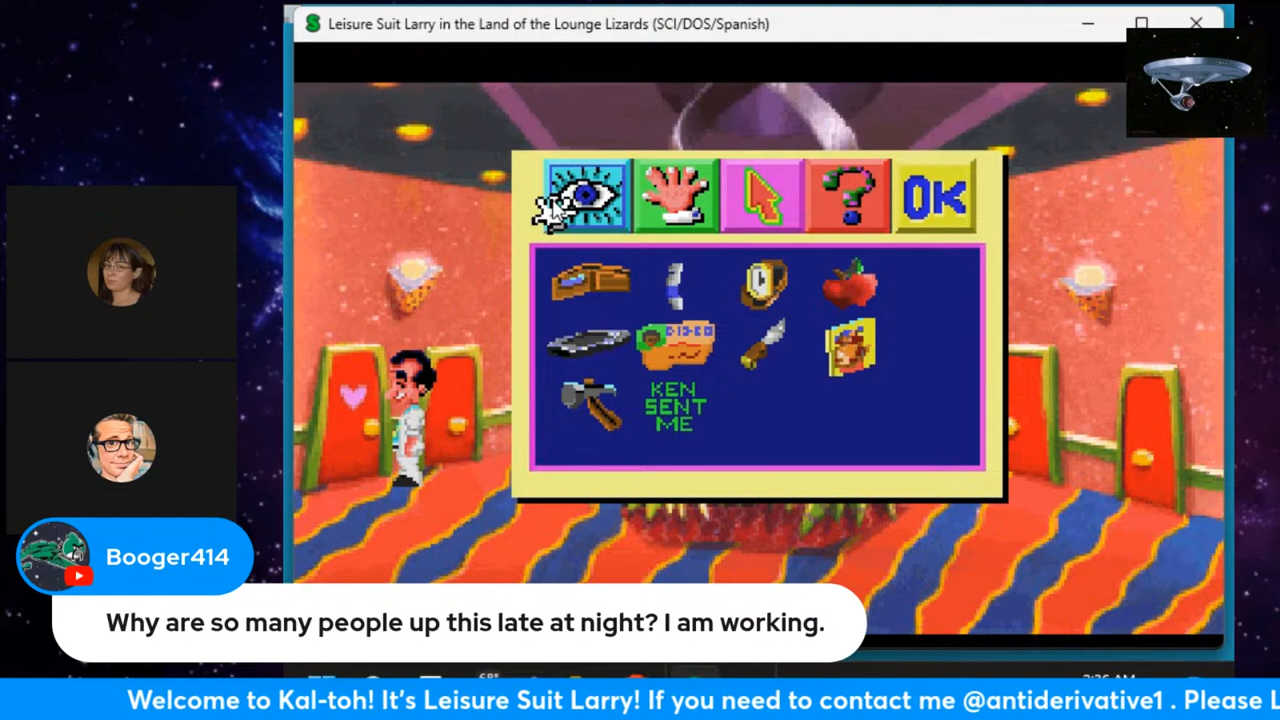 Leisure Suit Larry in the Land of the Lounge Lizards (SCI/DOS/Spanish)
OK
KEN
SENT
ME
Booger414
Why are so many people up this late at night? I am working.
Welcome to Kal-toh! It's Leisure Suit Larry! If you need to contact me @antiderivative1 . Please L